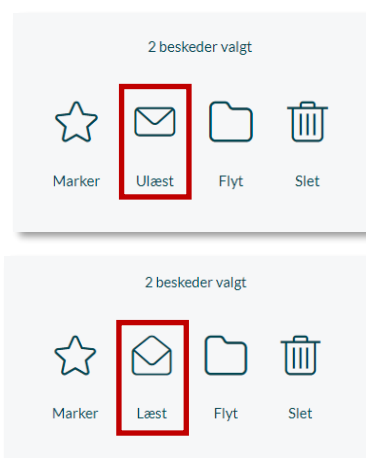 2 beskeder valgt
Marker Ulæst Flyt Slet
2 beskeder valgt
Marker Læst Flyt Slet